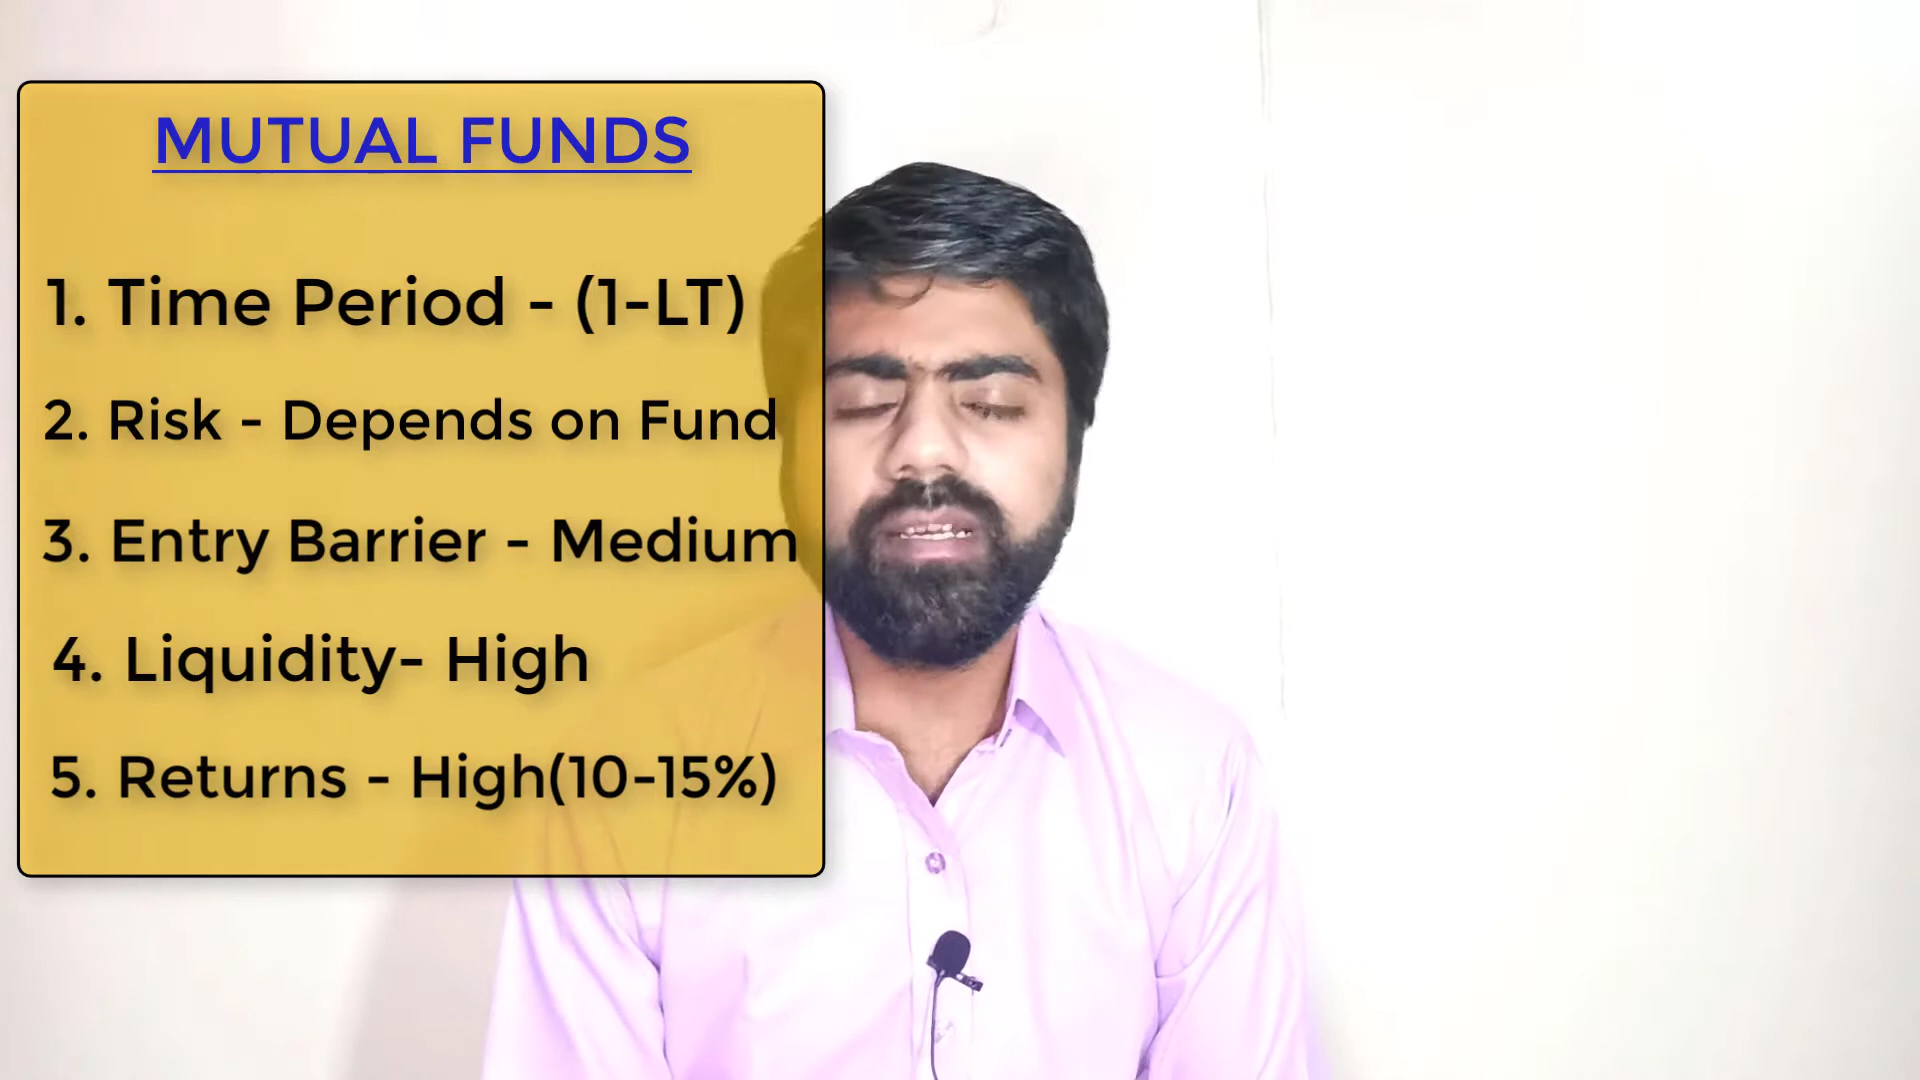 MUTUAL FUNDS
1. Time Period - (1-LT)
2. Risk - Depends on Fund
3. Entry Barrier - Medium
4. Liquidity- High
5. Returns - High(10-15%)